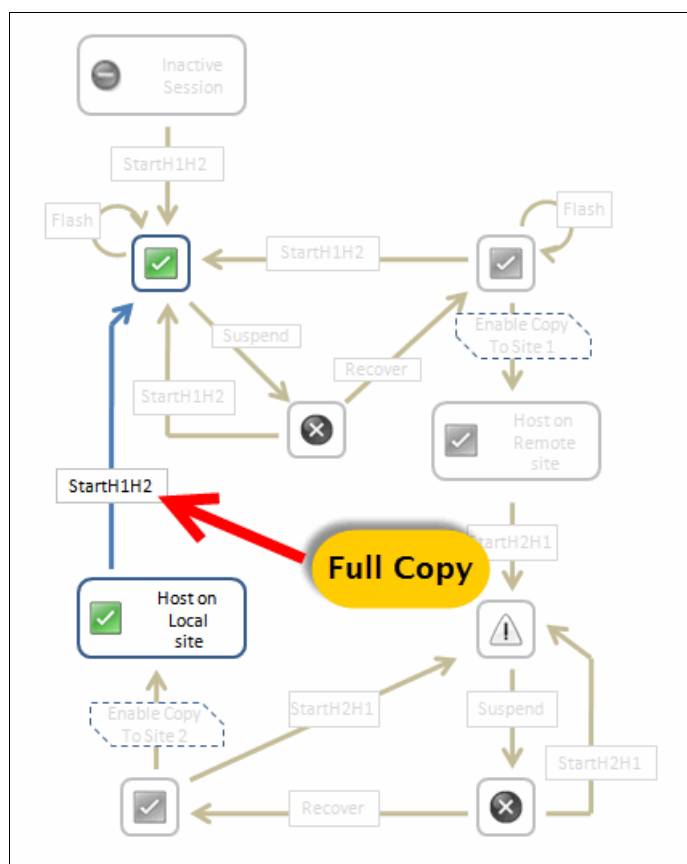 Inactive
Session
StartH1H2
Flash
Flash
StartH1H2
Suspend
Enable Copy
To Site 1
Recover
StartH1H2
Host on
Remote
site
StartH1H2
StartH2H1
Full Copy
Host on
Local
site
Enable Copy
To Site 2
StartH2H1
Suspend
StartH2H1
Recover